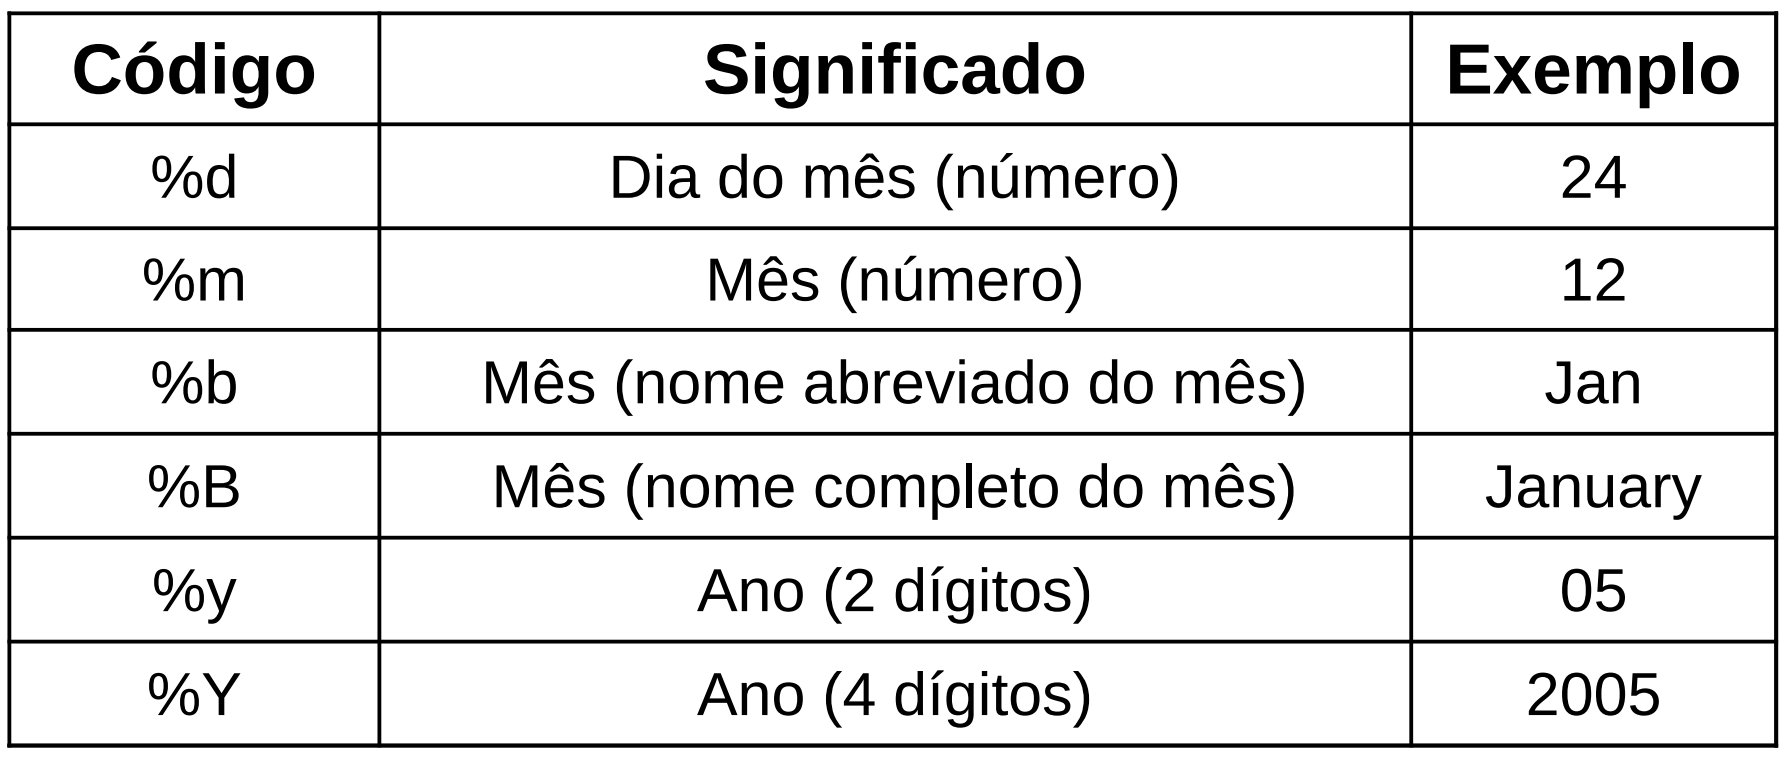 Código Significado Exemplo
%d Dia do mês (número) 24
%m Mês (número) 12
%b Mês (nome abreviado do mês) Jan
%B Mês (nome completo do mês) January
%y Ano (2 dígitos) 05
%Y Ano (4 dígitos) 2005